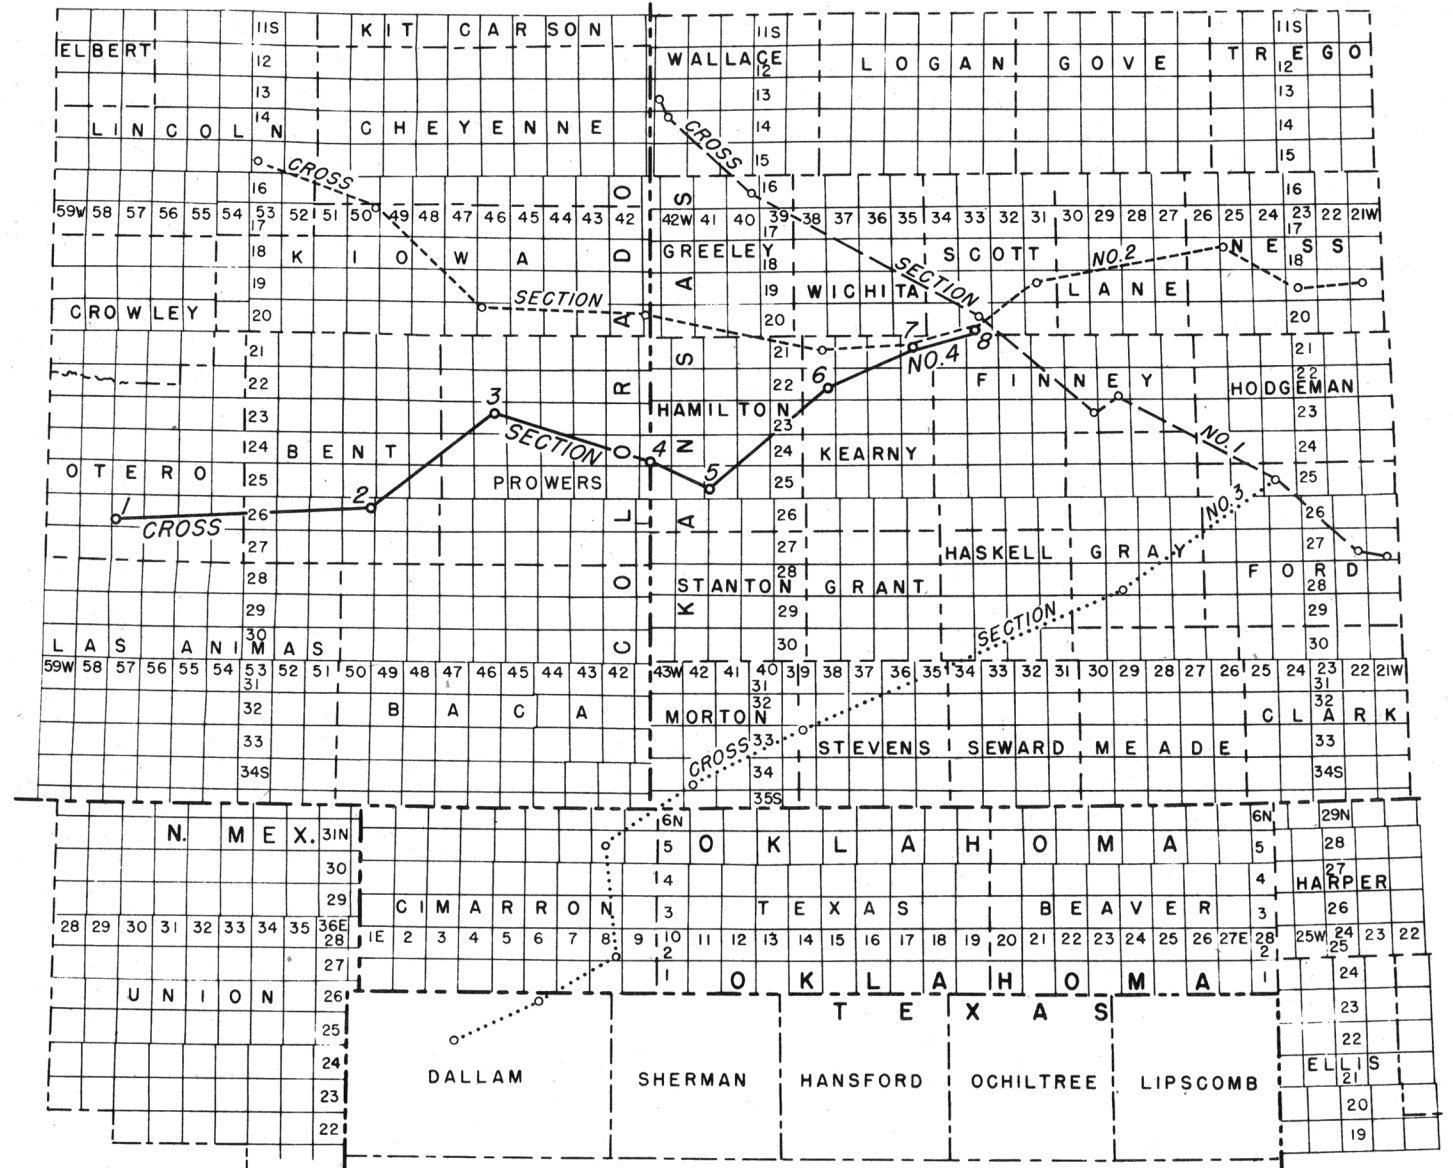 KIT CARSON 11S 11S 11S
ELBERT 12 WALLACE 12 LOGAN GOVE TREGO 12
13 13 13
LINCOLN 14 CHEYENNE 14 14
CROSS CROSS 15 15
16 16 16
59W 58 57 56 55 54 53 52 51 50 49 48 47 46 45 44 43 42 42W 41 40 39 38 37 36 35 34 33 32 31 30 29 28 27 26 25 24 23 22 21W
17 17 17
KIOWA 18 GREELEY 18 SCOTT NO.2 NESS 18
19 SECTION WICHITA 19 SECTION LANE 19
CROWLEY 20 20 20
21 21 7 NO.4 8 21
22 22 6 FINNEY HODGEMAN 22
23 3 HAMILTON 23 23
BENT 24 SECTION 4 KEARNY 24 NO.1 24
OTERO 25 PROWERS 5 25 25
1 CROSS 26 2 26 NO.3 26
27 27 HASKELL GRAY 27
28 STANTON 28 GRANT FORD 28
29 29 SECTION 29
LAS ANIMAS 30 30 30
COLORADO
KANSAS
59W 58 57 56 55 54 53 52 51 50 49 48 47 46 45 44 43 42 43W 42 41 40 39 38 37 36 35 34 33 32 31 30 29 28 27 26 25 24 23 22 21W
31 31 31
32 BACA MORTON 32 CLARK 32
33 CROSS 33 STEVENS SEWARD MEADE 33
34S 34 34S
35S
N. MEX. 31N 6N 6N 29N
5 OKLAHOMA 5 28
30 4 4 27
29 CIMARRON 3 TEXAS BEAVER 3 HARPER 26
28 29 30 31 32 33 34 35 36E 1E 2 3 4 5 6 7 8 9 10 11 12 13 14 15 16 17 18 19 20 21 22 23 24 25 26 27E 28 25W 24 23 22
28 2 2 25
27 1 OKLAHOMA 1 24
UNION 26 TEXAS 23
25 22
24 DALLAM SHERMAN HANSFORD OCHILTREE LIPSCOMB ELLIS 21
23 20
22 19